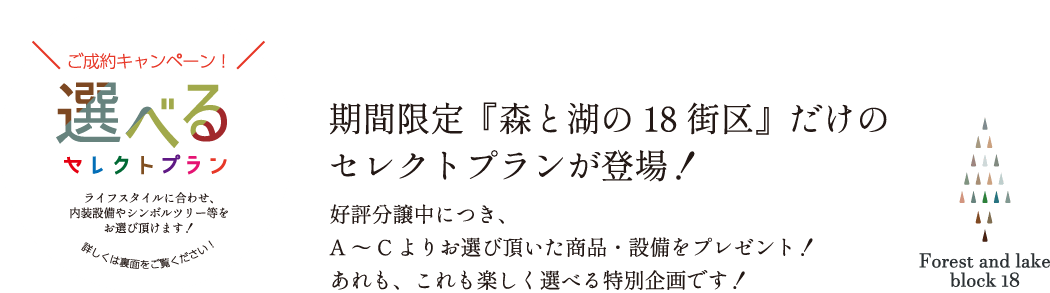 ご成約キャンペーン！
選べる
セレクトプラン
ライフスタイルに合わせ、
内装設備やシンボルツリー等を
お選び頂けます！
詳しくは裏面をご覧ください！
期間限定『森と湖の 18 街区』だけの
セレクトプランが登場！
好評分譲中につき、
A ～ C よりお選び頂いた商品・設備をプレゼント！
あれも、これも楽しく選べる特別企画です！
Forest and lake
block 18